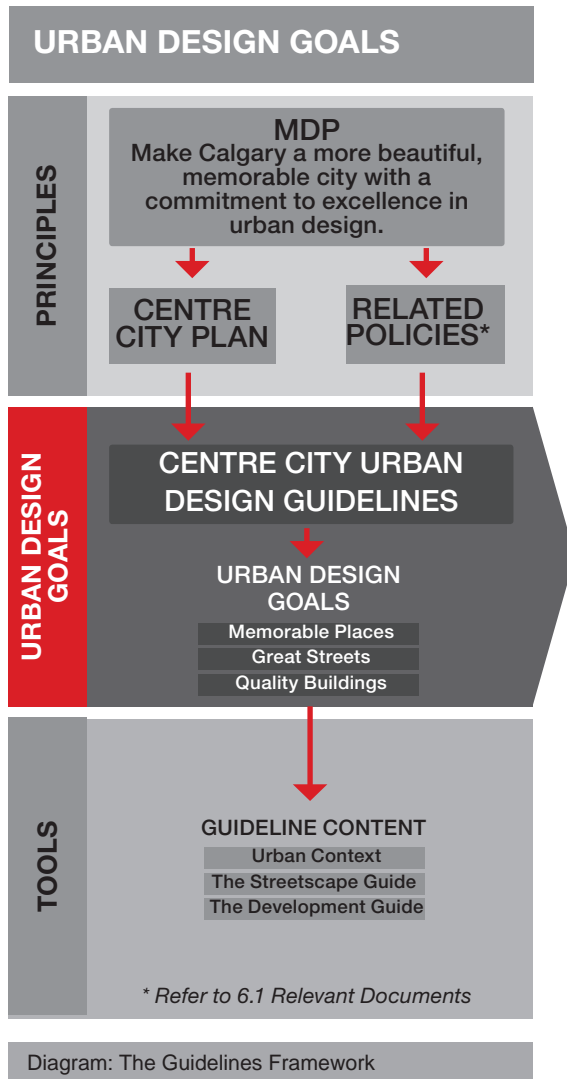 URBAN DESIGN GOALS
PRINCIPLES
MDP
Make Calgary a more beautiful,
memorable city with a
commitment to excellence in
urban design.
CENTRE
CITY PLAN
RELATED
POLICIES*
URBAN DESIGN
GOALS
CENTRE CITY URBAN
DESIGN GUIDELINES
URBAN DESIGN
GOALS
Memorable Places
Great Streets
Quality Buildings
TOOLS
GUIDELINE CONTENT
Urban Context
The Streetscape Guide
The Development Guide
* Refer to 6.1 Relevant Documents
Diagram: The Guidelines Framework